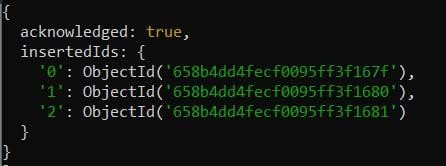 {
  acknowledged: true,
  insertedIds: {
    '0': ObjectId('658b4dd4fecf0095ff3f167f'),
    '1': ObjectId('658b4dd4fecf0095ff3f1680'),
    '2': ObjectId('658b4dd4fecf0095ff3f1681')
  }
}